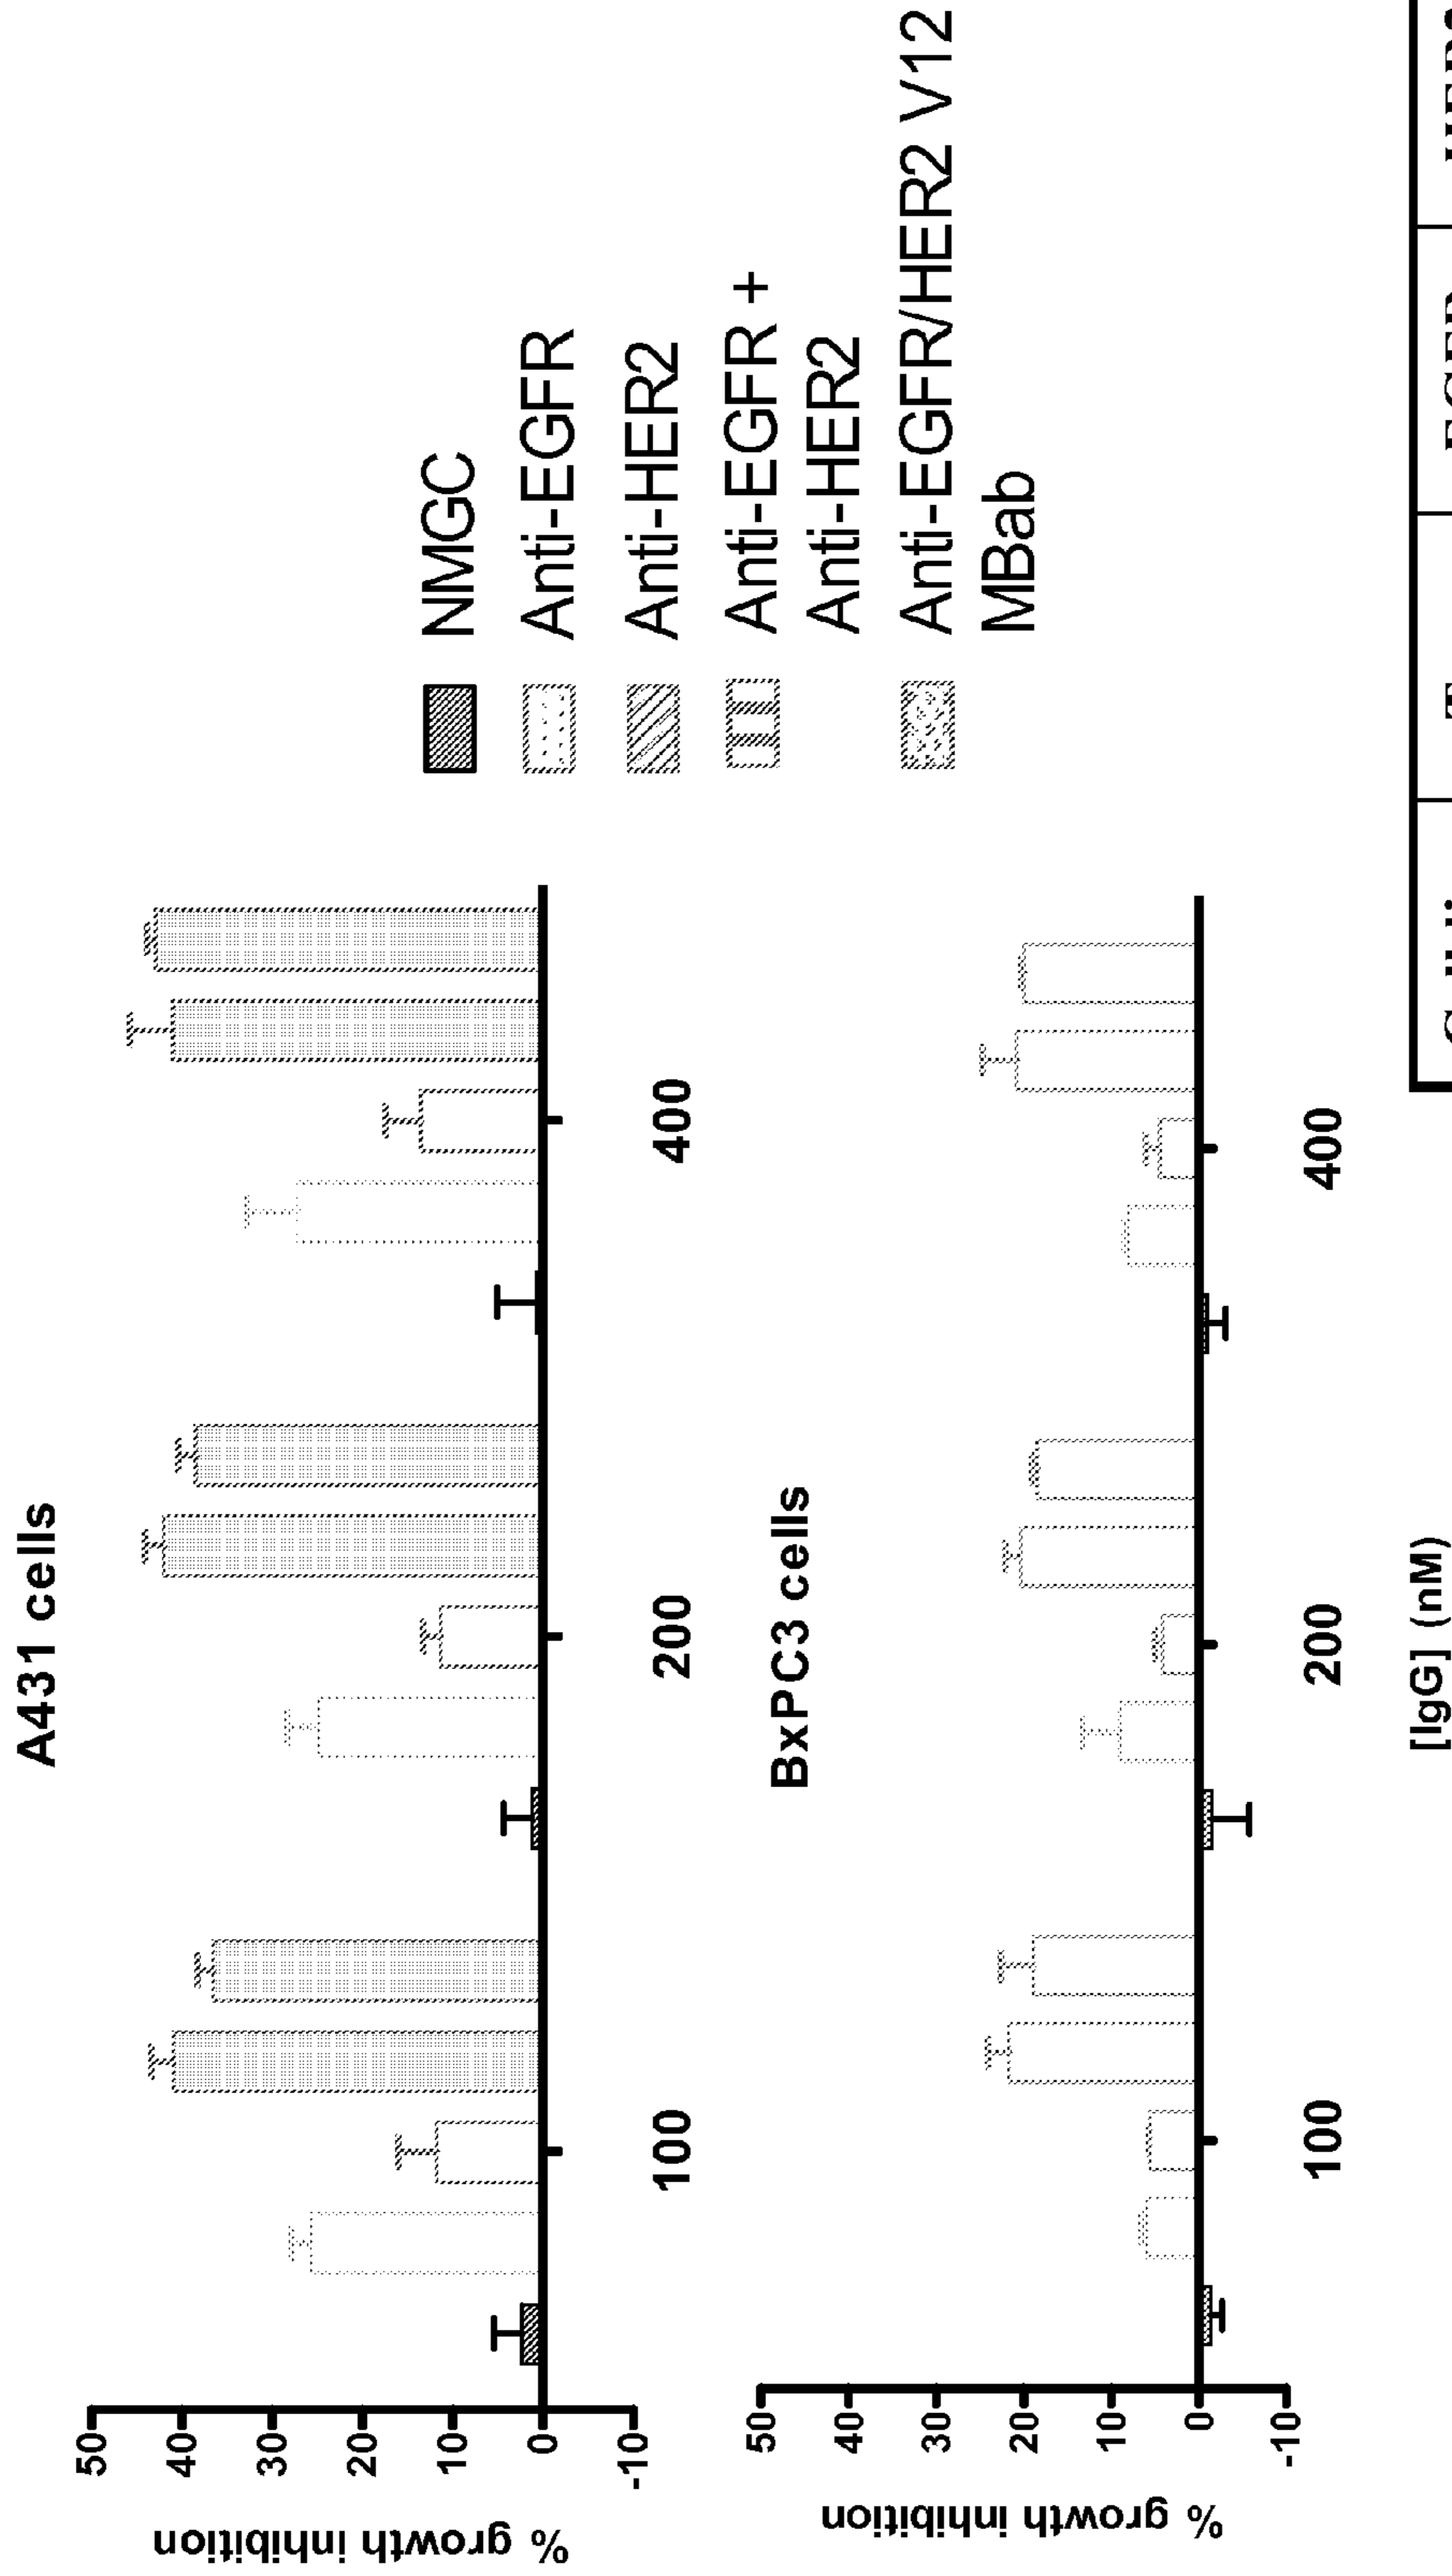 A431 cells
% growth inhibition
50
40
30
20
10
0
-10
100
200
400
BxPC3 cells
% growth inhibition
50
40
30
20
10
0
-10
100
200
400
[IgG] (nM)
NMGC
Anti-EGFR
Anti-HER2
Anti-EGFR +
Anti-HER2
Anti-EGFR/HER2 V12
MBab